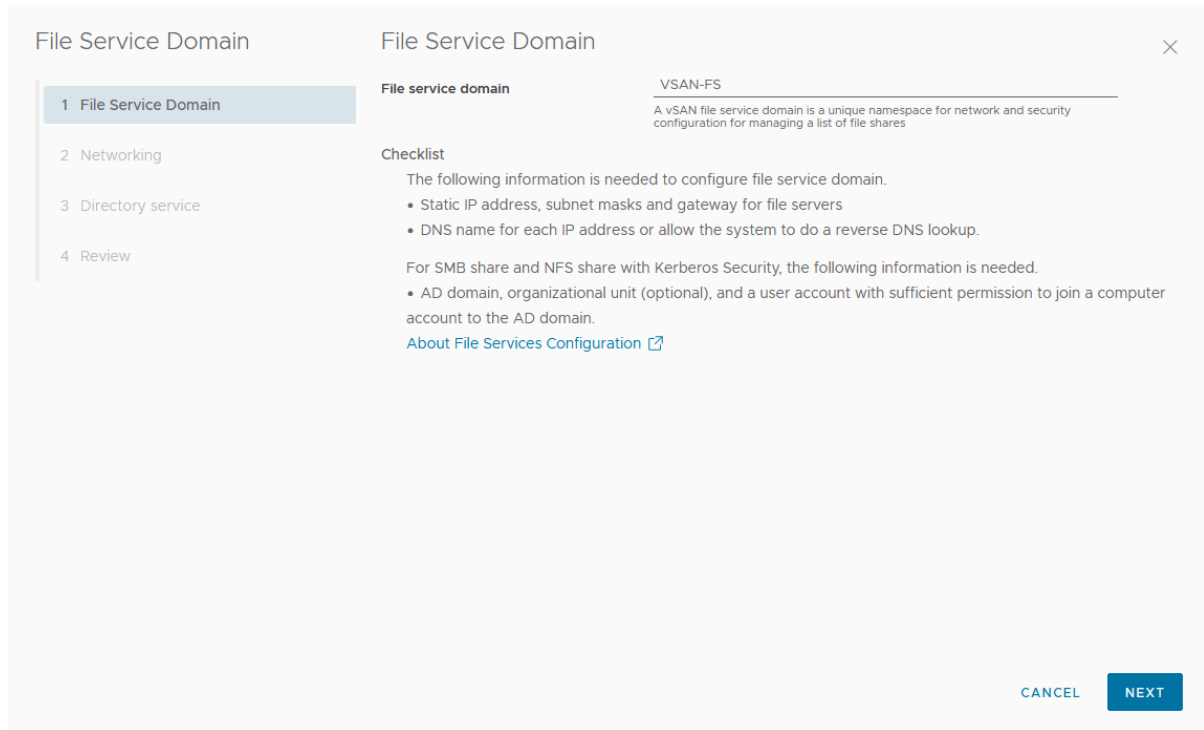 File Service Domain
1 File Service Domain
2 Networking
3 Directory service
4 Review
File Service Domain
File service domain
VSAN-FS
A vSAN file service domain is a unique namespace for network and security
configuration for managing a list of file shares
Checklist
The following information is needed to configure file service domain.
• Static IP address, subnet masks and gateway for file servers
• DNS name for each IP address or allow the system to do a reverse DNS lookup.
For SMB share and NFS share with Kerberos Security, the following information is needed.
• AD domain, organizational unit (optional), and a user account with sufficient permission to join a computer
account to the AD domain.
About File Services Configuration
CANCEL
NEXT